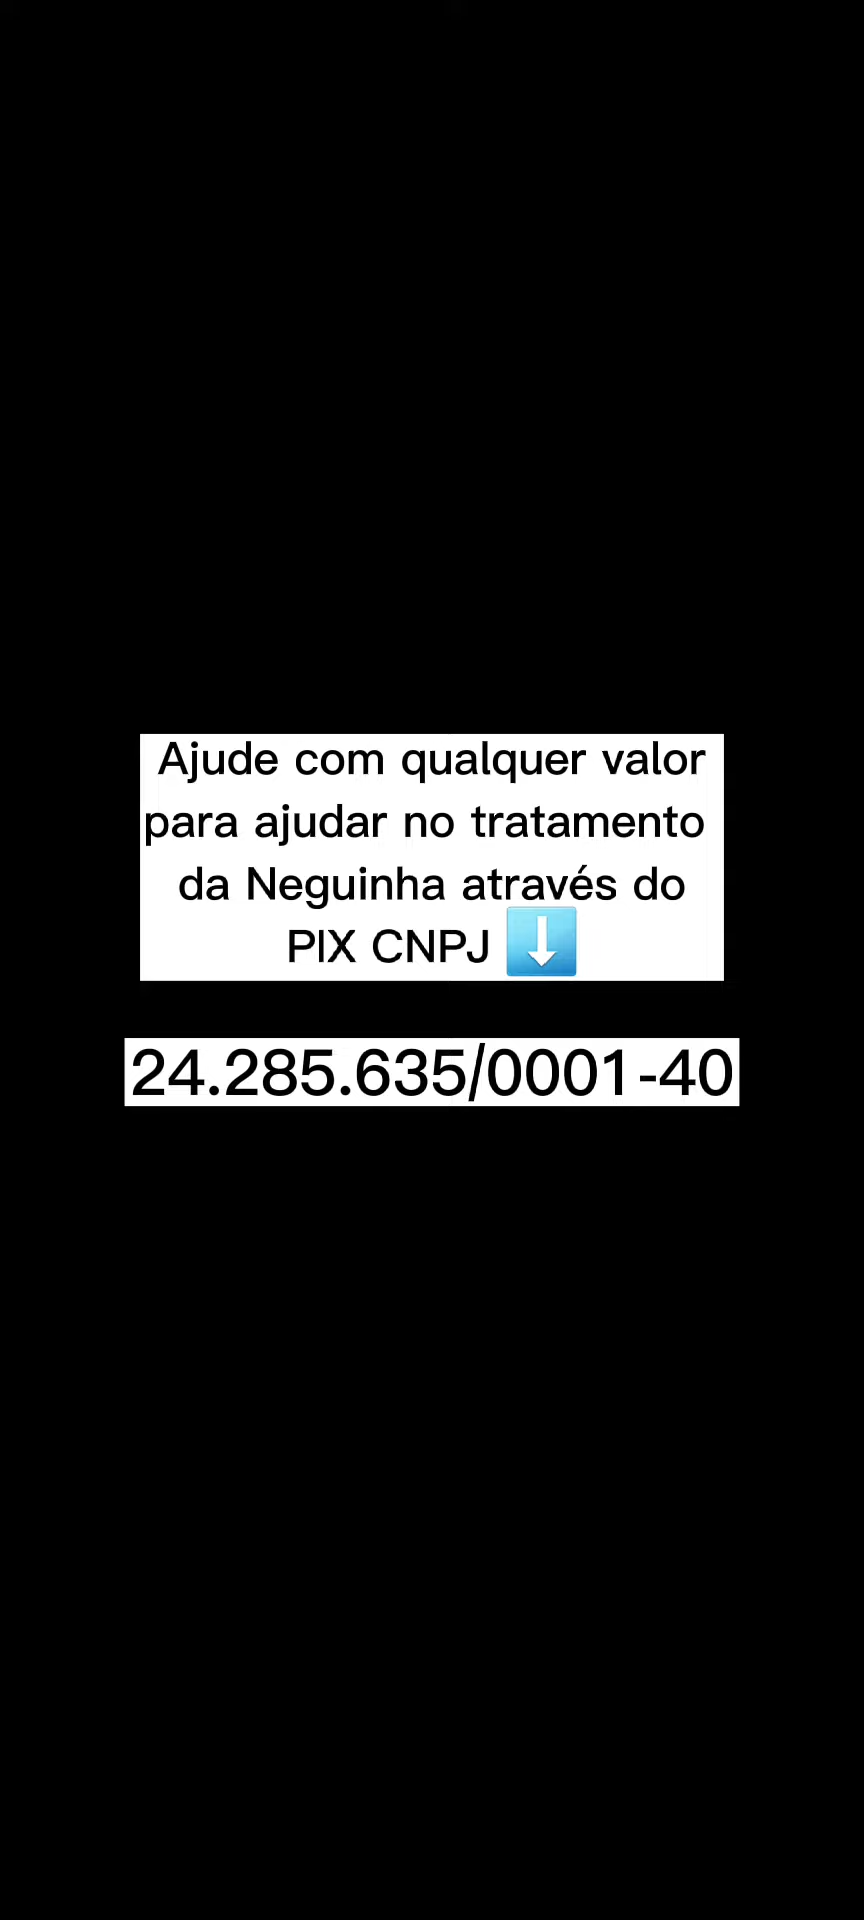 Ajude com qualquer valor
para ajudar no tratamento
da Neguinha através do
PIX CNPJ ⬇️
24.285.635/0001-40